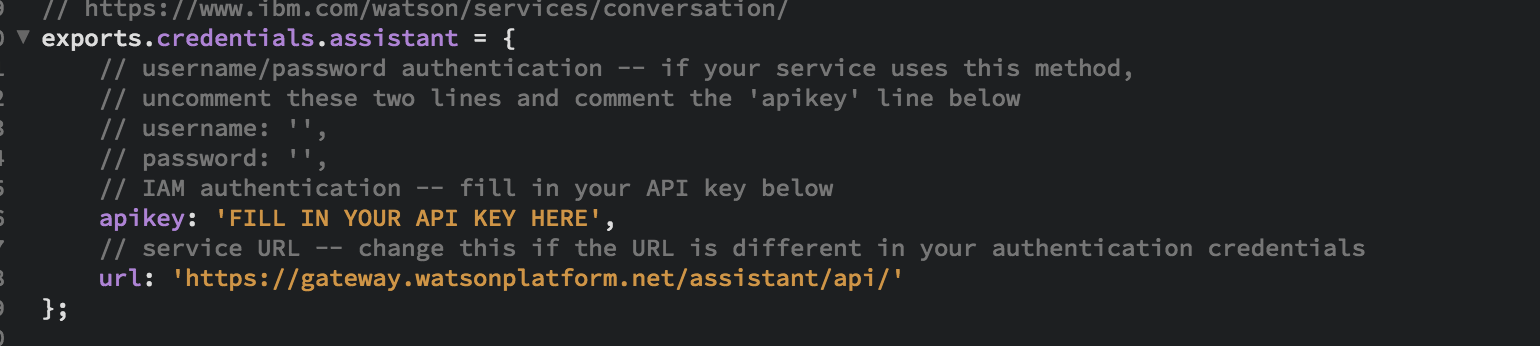 // https://www.ibm.com/watson/services/conversation/
exports.credentials.assistant = {
// username/password authentication -- if your service uses this method,
// uncomment these two lines and comment the 'apikey' line below
// username: '',
// password: '',
// IAM authentication -- fill in your API key below
apikey: 'FILL IN YOUR API KEY HERE',
// service URL -- change this if the URL is different in your authentication credentials
url: 'https://gateway.watsonplatform.net/assistant/api/'
};